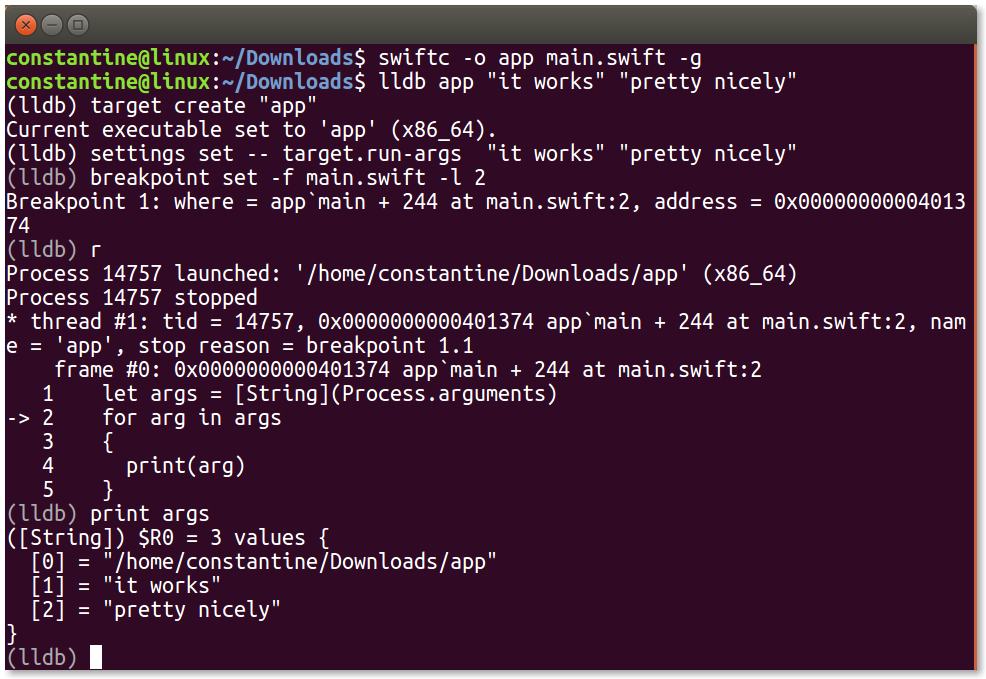 constantine@linux:~/Downloads$ swiftc -o app main.swift -g
constantine@linux:~/Downloads$ lldb app "it works" "pretty nicely"
(lldb) target create "app"
Current executable set to 'app' (x86_64).
(lldb) settings set -- target.run-args  "it works" "pretty nicely"
(lldb) breakpoint set -f main.swift -l 2
Breakpoint 1: where = app`main + 244 at main.swift:2, address = 0x00000000004013
74
(lldb) r
Process 14757 launched: '/home/constantine/Downloads/app' (x86_64)
Process 14757 stopped
* thread #1: tid = 14757, 0x0000000000401374 app`main + 244 at main.swift:2, nam
e = 'app', stop reason = breakpoint 1.1
    frame #0: 0x0000000000401374 app`main + 244 at main.swift:2
   1    let args = [String](Process.arguments)
-> 2    for arg in args
   3    {
   4      print(arg)
   5    }
(lldb) print args
([String]) $R0 = 3 values {
  [0] = "/home/constantine/Downloads/app"
  [1] = "it works"
  [2] = "pretty nicely"
}
(lldb)